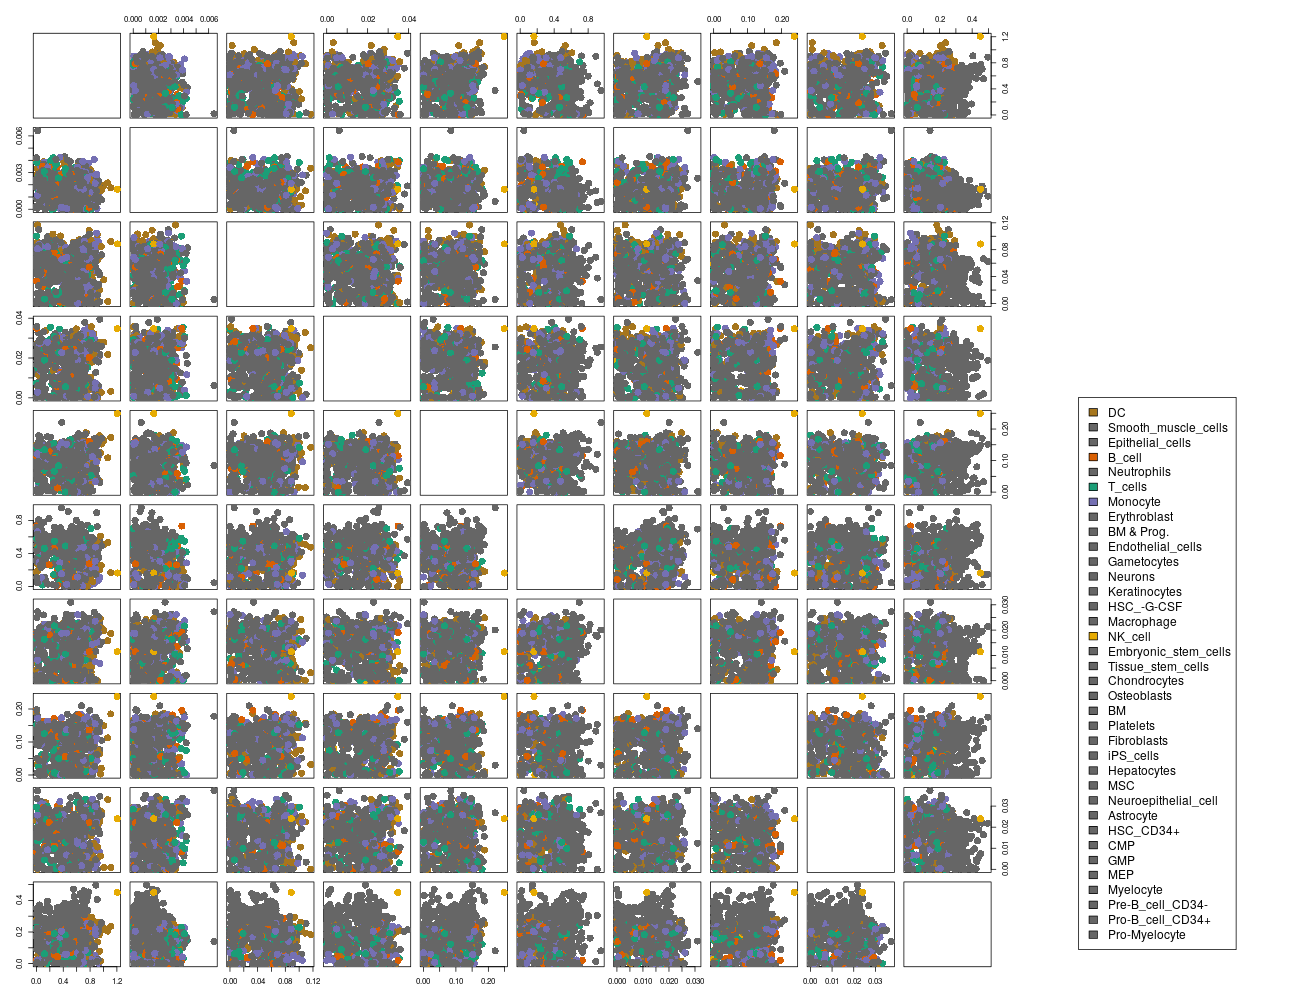 0.000 0.002 0.004 0.006 0.00 0.02 0.04 0.0 0.4 0.8 0.00 0.10 0.20 0.0 0.2 0.4
0.0 0.4 0.8 1.2
0.000 0.003 0.006
0.00 0.04 0.08 0.12
0.00 0.02 0.04
0.00 0.10 0.20
0.0 0.4 0.8
0.000 0.010 0.020 0.030
0.00 0.10 0.20
0.00 0.01 0.02 0.03
0.0 0.2 0.4
0.0 0.4 0.8 1.2 0.00 0.04 0.08 0.12 0.00 0.10 0.20 0.000 0.010 0.020 0.030 0.00 0.01 0.02 0.03
DC
Smooth_muscle_cells
Epithelial_cells
B_cell
Neutrophils
T_cells
Monocyte
Erythroblast
BM & Prog.
Endothelial_cells
Gametocytes
Neurons
Keratinocytes
HSC_-G-CSF
Macrophage
NK_cell
Embryonic_stem_cells
Tissue_stem_cells
Chondrocytes
Osteoblasts
BM
Platelets
Fibroblasts
iPS_cells
Hepatocytes
MSC
Neuroepithelial_cell
Astrocyte
HSC_CD34+
CMP
GMP
MEP
Myelocyte
Pre-B_cell_CD34-
Pro-B_cell_CD34+
Pro-Myelocyte